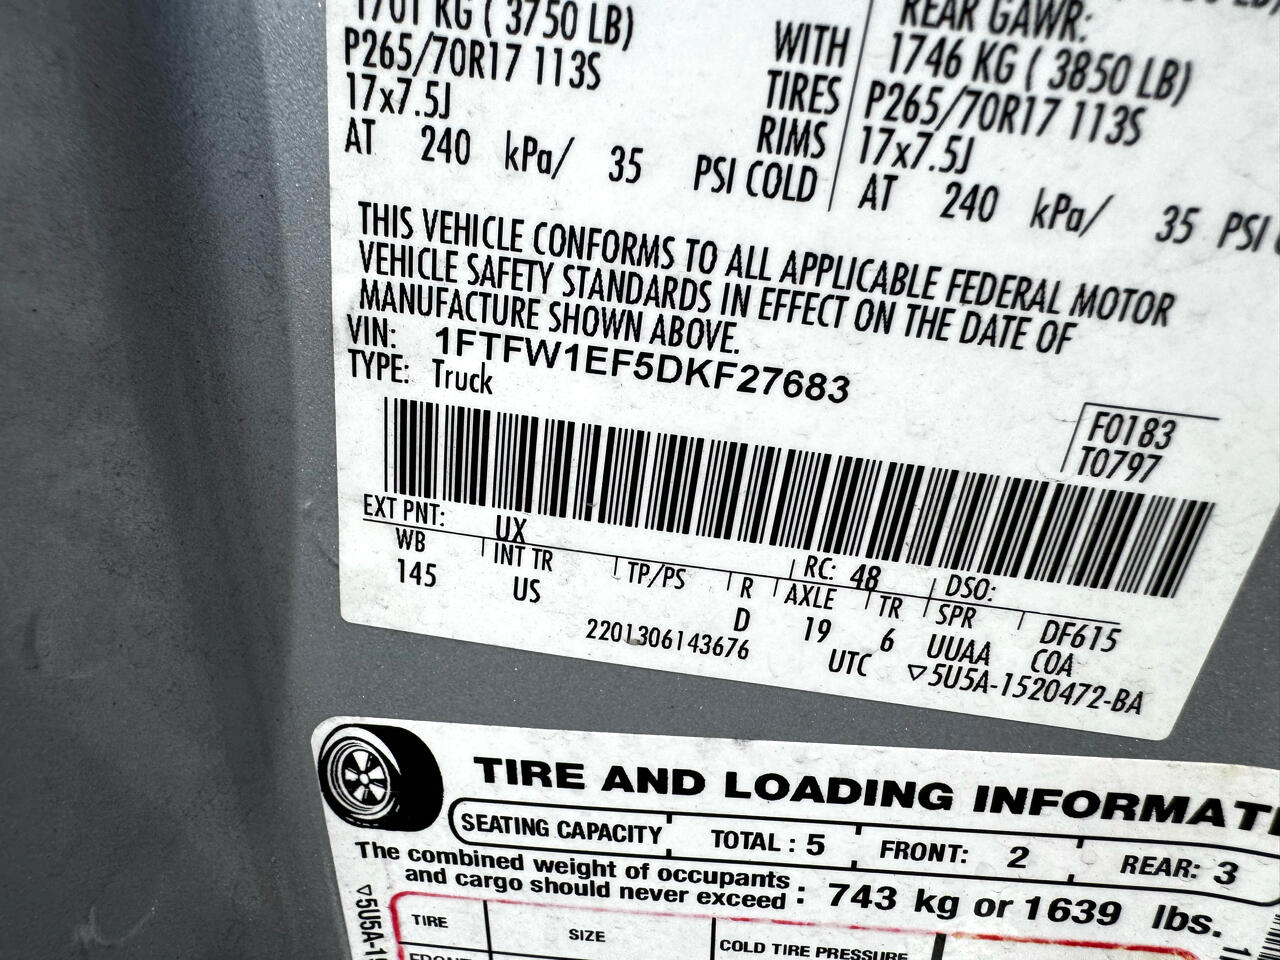 1701 KG ( 3750 LB)
P265/70R17 113S
17x7.5J
AT 240 kPa/ 35 PSI COLD
WITH
TIRES
RIMS
REAR GAWR:
1746 KG ( 3850 LB)
P265/70R17 113S
17x7.5J
AT 240 kPa/ 35 PSI
THIS VEHICLE CONFORMS TO ALL APPLICABLE FEDERAL MOTOR
VEHICLE SAFETY STANDARDS IN EFFECT ON THE DATE OF
MANUFACTURE SHOWN ABOVE.
VIN: 1FTFW1EF5DKF27683
TYPE: Truck
F0183
T0797
EXT PNT: UX RC: 48 DSO:
WB INT TR TP/PS R AXLE TR SPR DF615
145 US D 19 6 UUAA COA
2201306143676 UTC ▽5U5A-1520472-BA
TIRE AND LOADING INFORMATI
SEATING CAPACITY TOTAL : 5 FRONT: 2 REAR: 3
The combined weight of occupants
and cargo should never exceed : 743 kg or 1639 lbs.
TIRE SIZE COLD TIRE PRESSURE